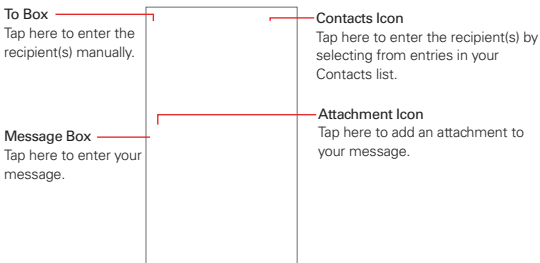 To Box
Tap here to enter the
recipient(s) manually.
Contacts Icon
Tap here to enter the recipient(s) by
selecting from entries in your
Contacts list.
Message Box
Tap here to enter your
message.
Attachment Icon
Tap here to add an attachment to
your message.